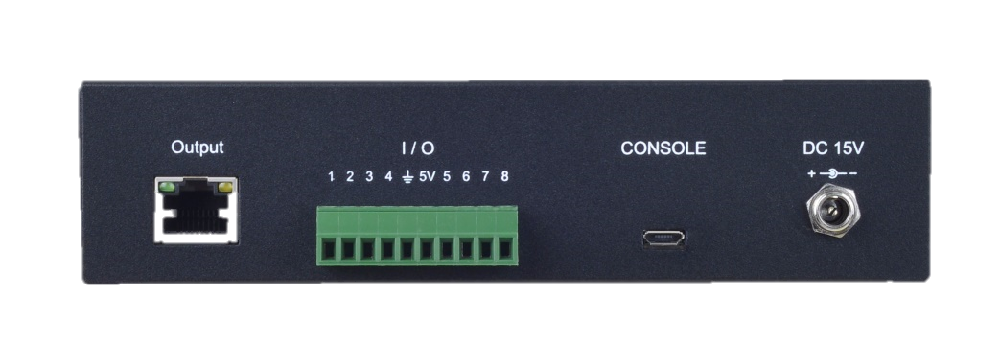 Output
I / O
CONSOLE
DC 15V
1 2 3 4 ⏚ 5V 5 6 7 8
+ −